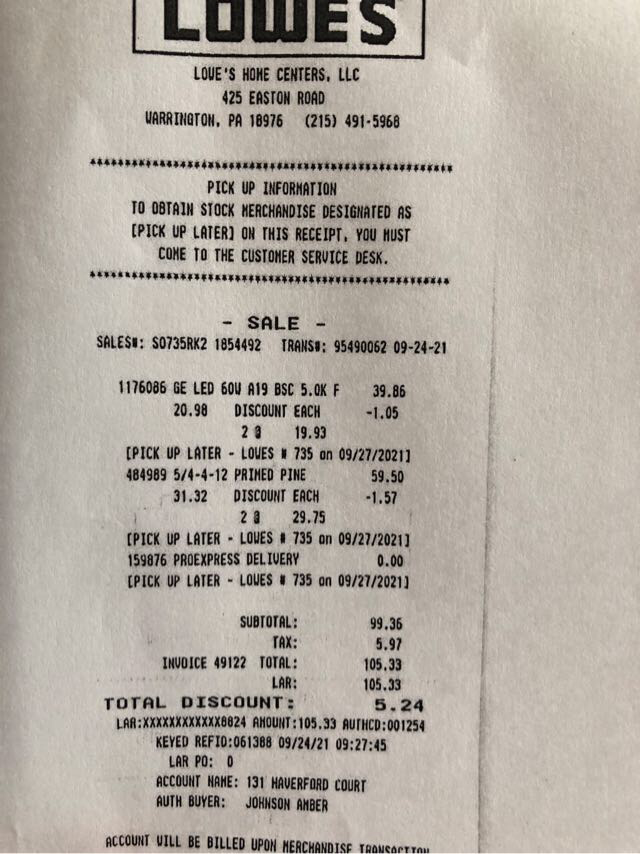 LOWES
LOWE'S HOME CENTERS, LLC
425 EASTON ROAD
WARRINGTON, PA 18976 (215) 491-5968
************************************************
PICK UP INFORMATION
TO OBTAIN STOCK MERCHANDISE DESIGNATED AS
[PICK UP LATER] ON THIS RECEIPT, YOU MUST
COME TO THE CUSTOMER SERVICE DESK.
************************************************
- SALE -
SALES#: SO735RK2 1854492 TRANS#: 95490062 09-24-21
1176086 GE LED 60W A19 BSC 5.0K F 39.86
20.98 DISCOUNT EACH -1.05
2 @ 19.93
[PICK UP LATER - LOWES # 735 on 09/27/2021]
484989 5/4-4-12 PRIMED PINE 59.50
31.32 DISCOUNT EACH -1.57
2 @ 29.75
[PICK UP LATER - LOWES # 735 on 09/27/2021]
159876 PROEXPRESS DELIVERY 0.00
[PICK UP LATER - LOWES # 735 on 09/27/2021]
SUBTOTAL: 99.36
TAX: 5.97
INVOICE 49122 TOTAL: 105.33
LAR: 105.33
TOTAL DISCOUNT: 5.24
LAR:XXXXXXXXXXXX8824 AMOUNT:105.33 AUTHCD:001254
KEYED REFID:061388 09/24/21 09:27:45
LAR PO: 0
ACCOUNT NAME: 131 HAVERFORD COURT
AUTH BUYER: JOHNSON AMBER
ACCOUNT WILL BE BILLED UPON MERCHANDISE TRANSACTION